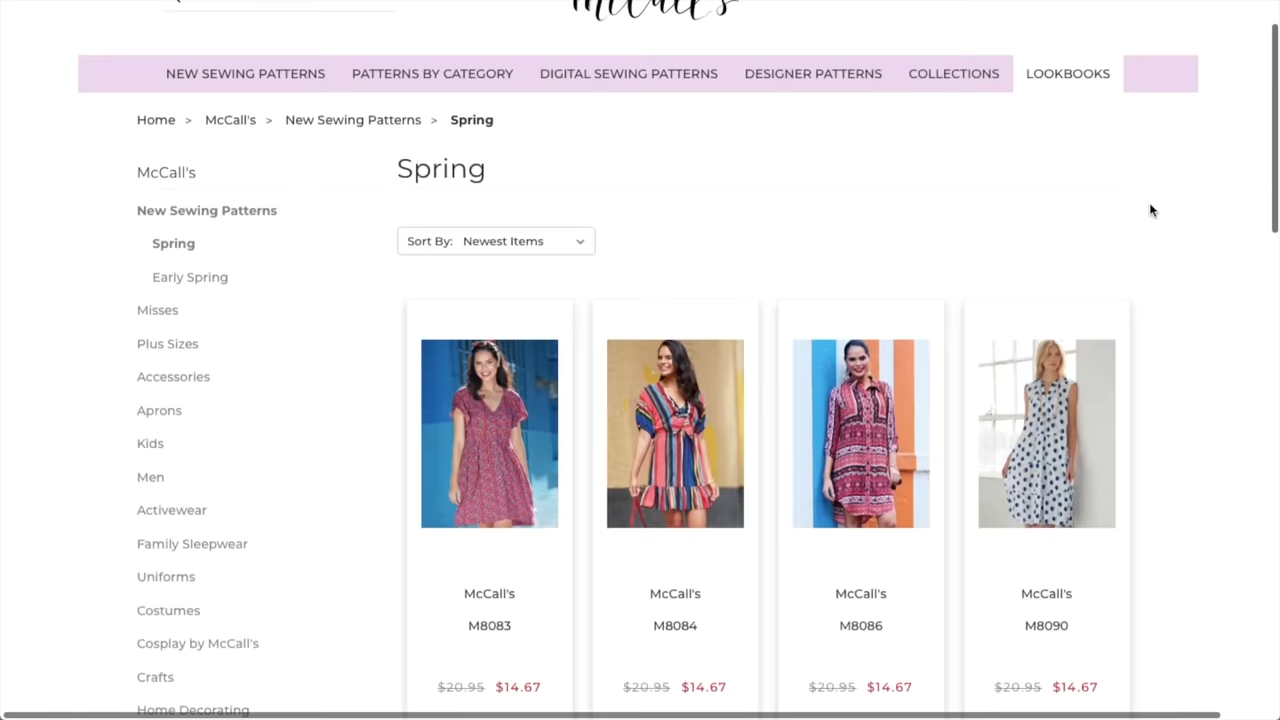 McCall's
NEW SEWING PATTERNS PATTERNS BY CATEGORY DIGITAL SEWING PATTERNS DESIGNER PATTERNS COLLECTIONS LOOKBOOKS
Home > McCall's > New Sewing Patterns > Spring
McCall's
New Sewing Patterns
Spring
Early Spring
Misses
Plus Sizes
Accessories
Aprons
Kids
Men
Activewear
Family Sleepwear
Uniforms
Costumes
Cosplay by McCall's
Crafts
Home Decorating
Spring
Sort By: Newest Items
McCall's
M8083
$20.95 $14.67
McCall's
M8084
$20.95 $14.67
McCall's
M8086
$20.95 $14.67
McCall's
M8090
$20.95 $14.67